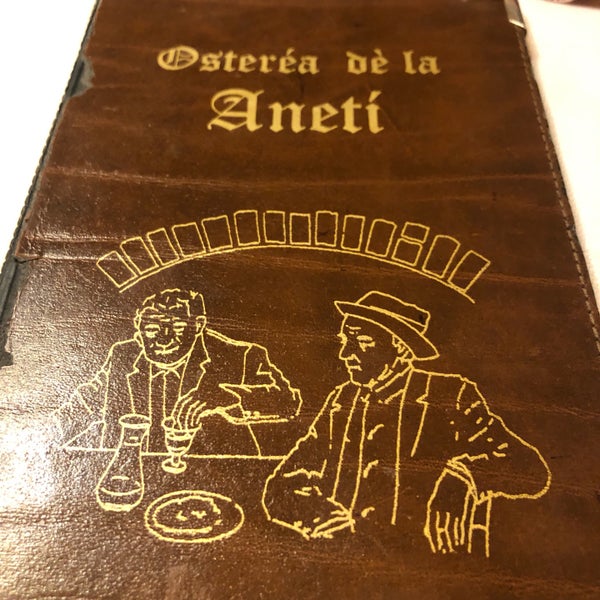 Osteréa dè la
Anetí